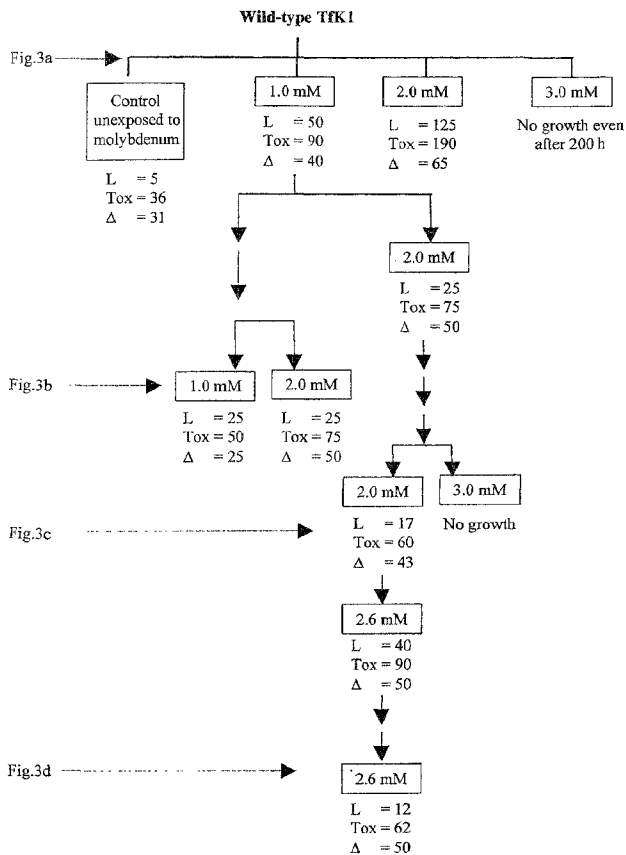 Wild-type TfK1
Fig.3a
Control
unexposed to
molybdenum
L = 5
Tox = 36
Δ = 31
1.0 mM
L = 50
Tox = 90
Δ = 40
2.0 mM
L = 125
Tox = 190
Δ = 65
3.0 mM
No growth even
after 200 h
2.0 mM
L = 25
Tox = 75
Δ = 50
Fig.3b
1.0 mM
L = 25
Tox = 50
Δ = 25
2.0 mM
L = 25
Tox = 75
Δ = 50
Fig.3c
2.0 mM
L = 17
Tox = 60
Δ = 43
3.0 mM
No growth
2.6 mM
L = 40
Tox = 90
Δ = 50
Fig.3d
2.6 mM
L = 12
Tox = 62
Δ = 50